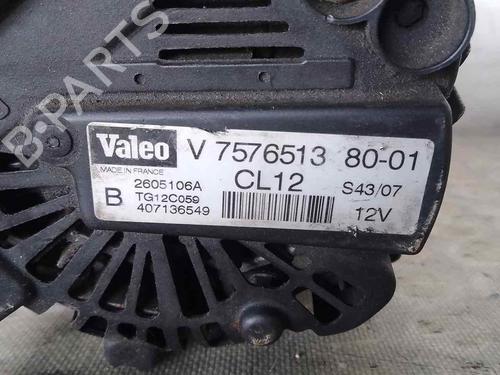 B-PARTS
Valeo V 7576513 80-01
MADE IN FRANCE CL12 S43/07
2605106A
B TG12C059 12V
407136549